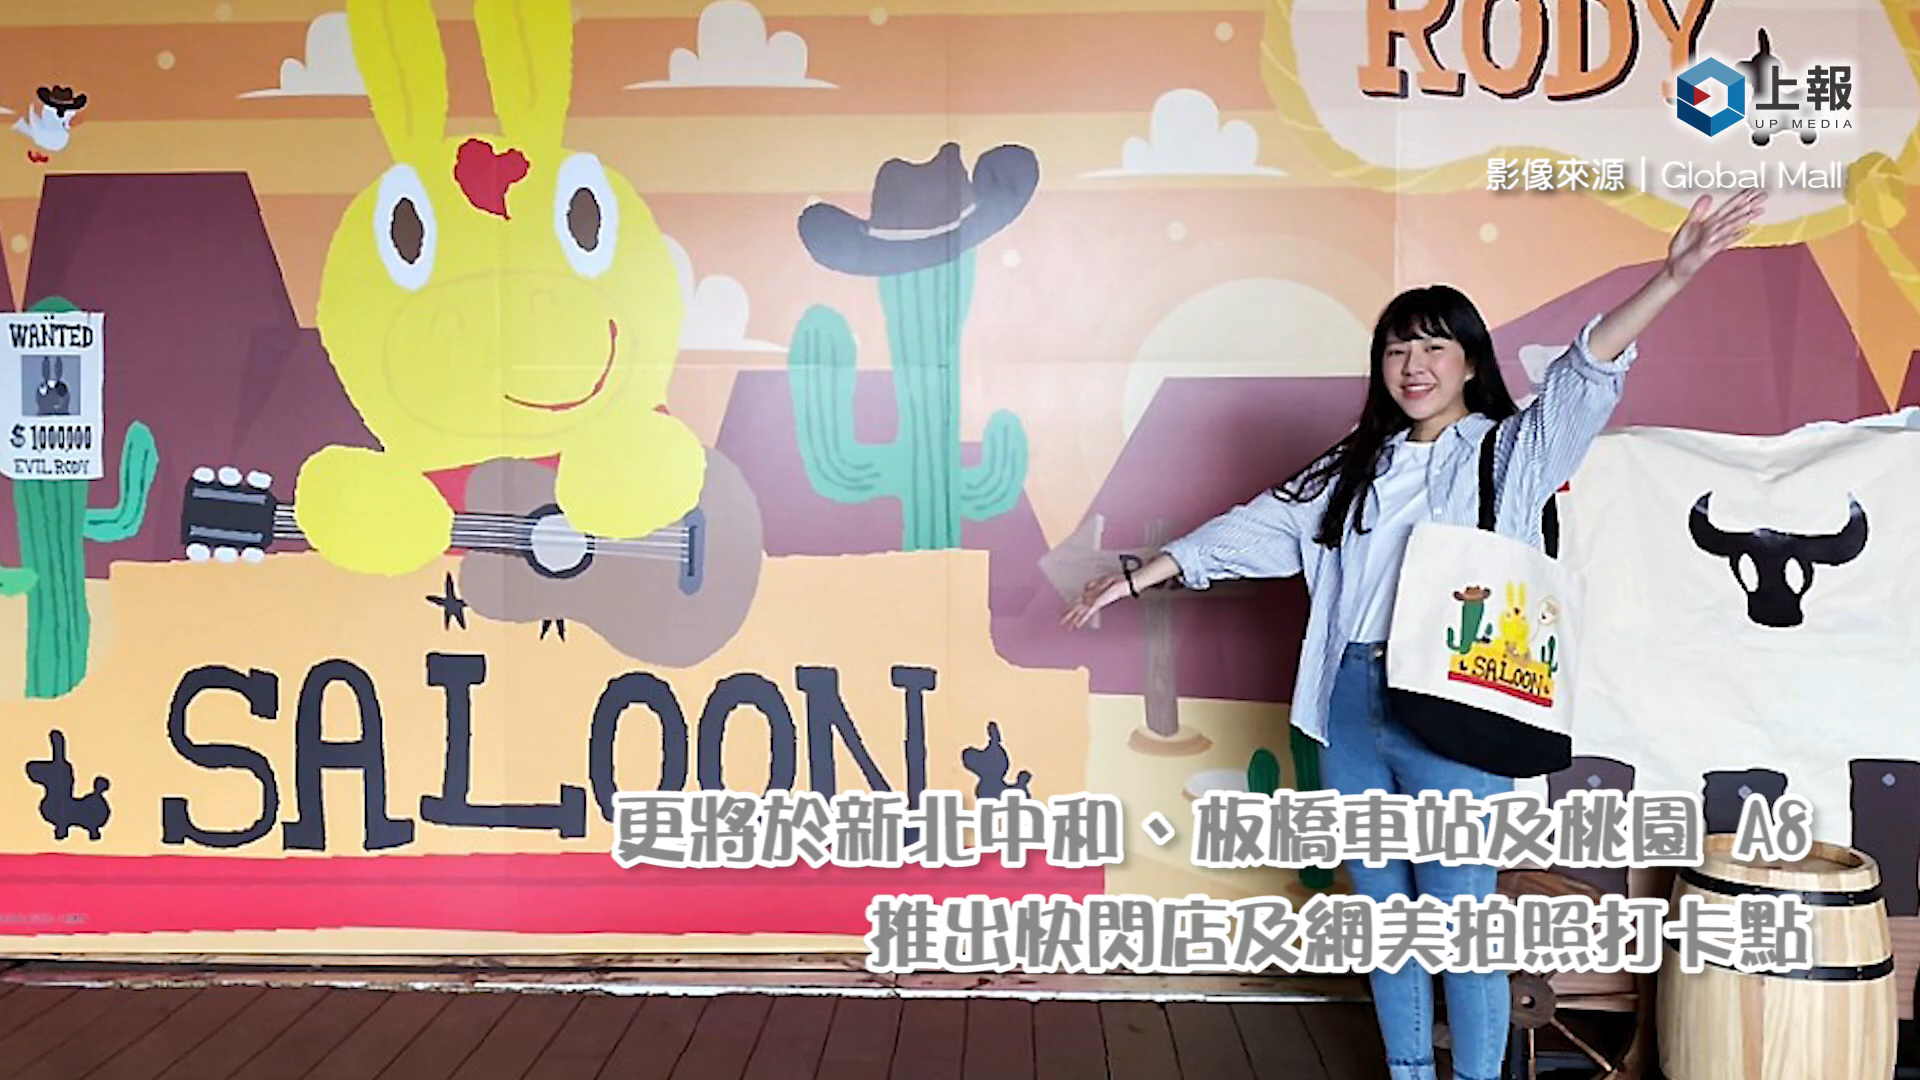 RODY
上報
UP MEDIA
影像來源 | Global Mall
WANTED
$ 1000,000
EVIL RODY
SALOON
SALOON
更將於新北中和、板橋車站及桃園 A8
推出快閃店及網美拍照打卡點